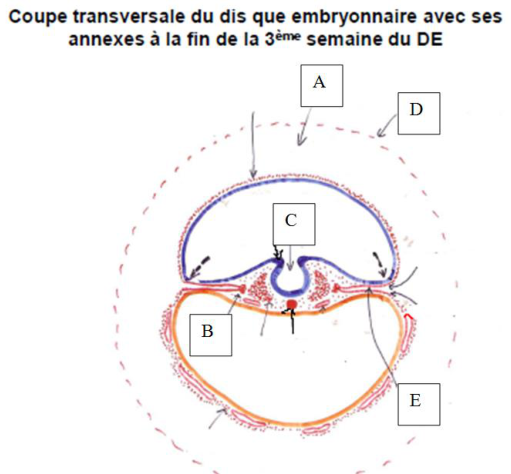 Coupe transversale du dis que embryonnaire avec ses
annexes à la fin de la 3ème semaine du DE
A
D
C
B
E